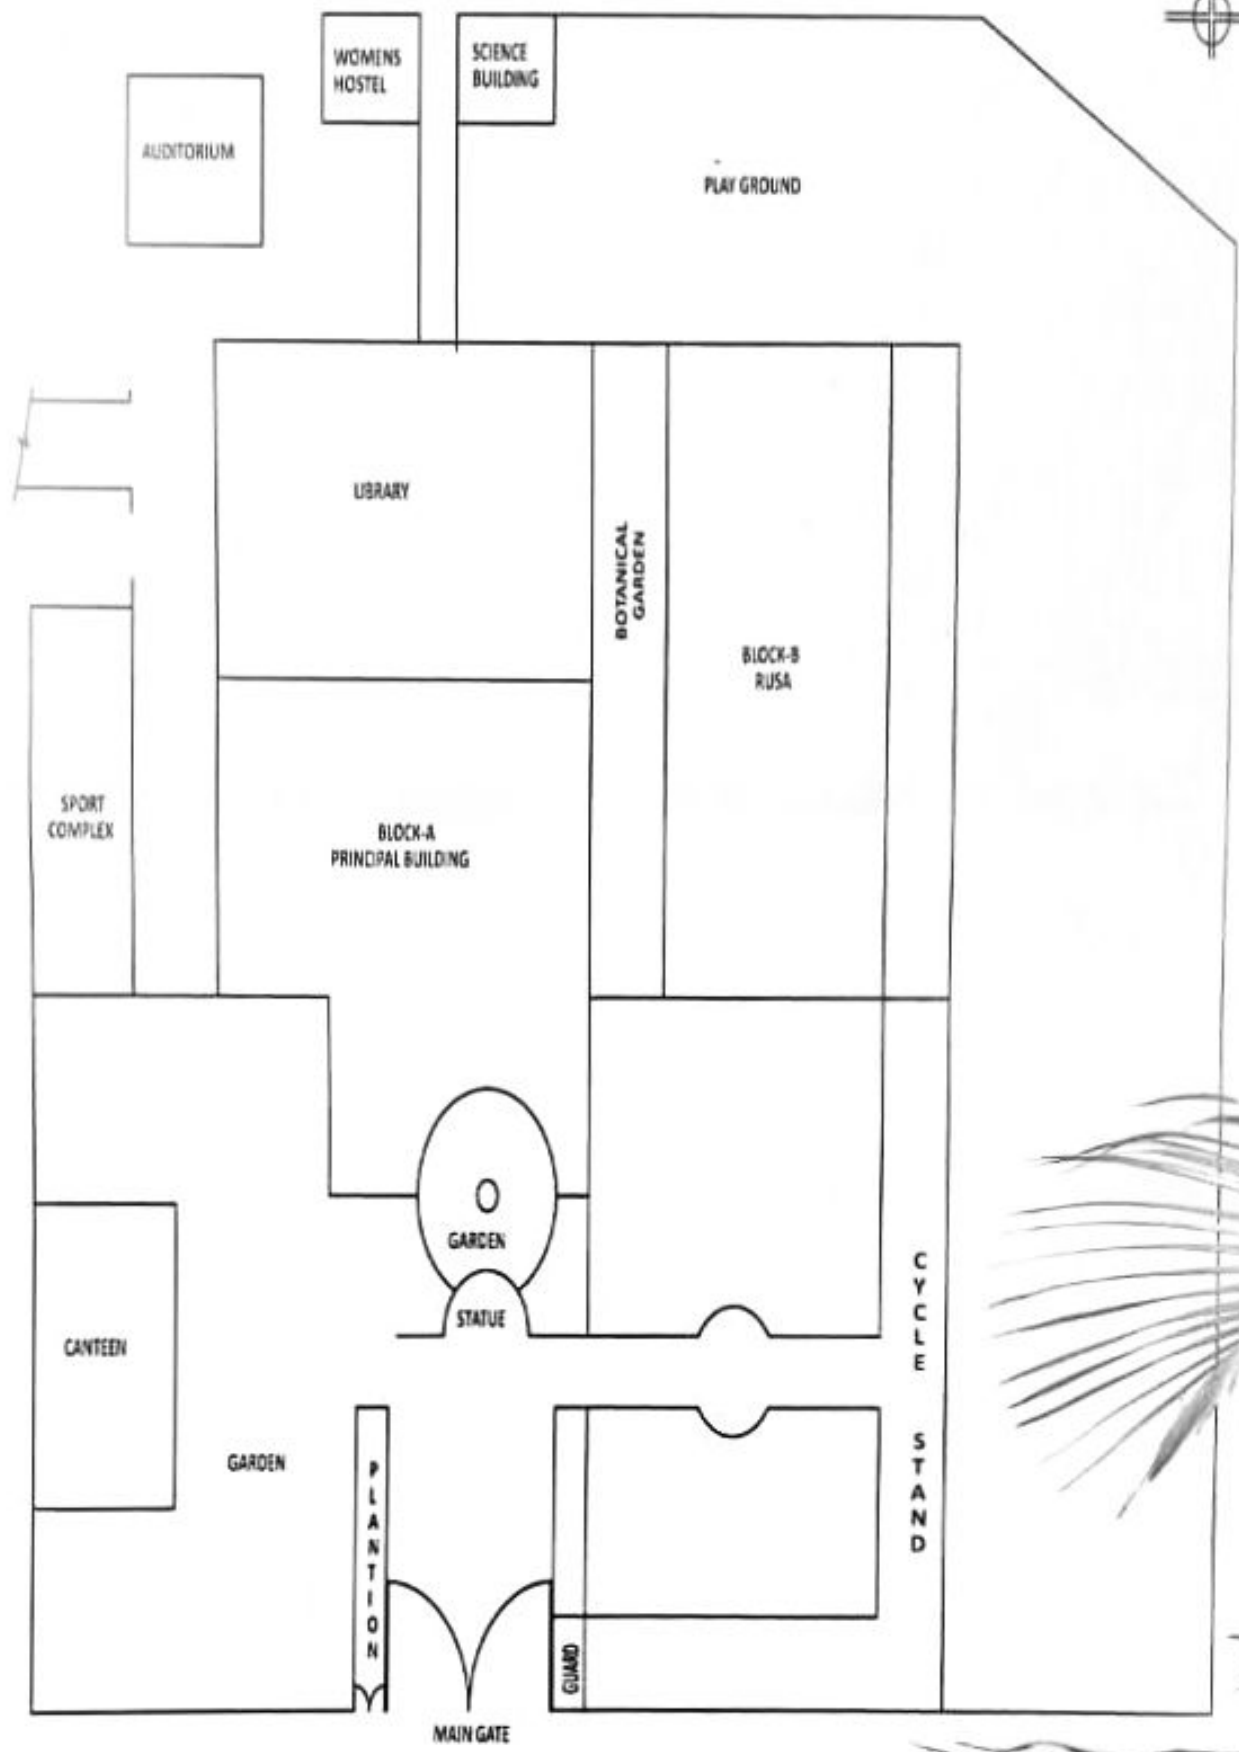 WOMENS
HOSTEL
SCIENCE
BUILDING
AUDITORIUM
PLAY GROUND
LIBRARY
BOTANICAL
GARDEN
BLOCK-B
RUSA
SPORT
COMPLEX
BLOCK-A
PRINCIPAL BUILDING
GARDEN
STATUE
CANTEEN
CYCLE STAND
GARDEN
PLANTION
GUARD
MAIN GATE